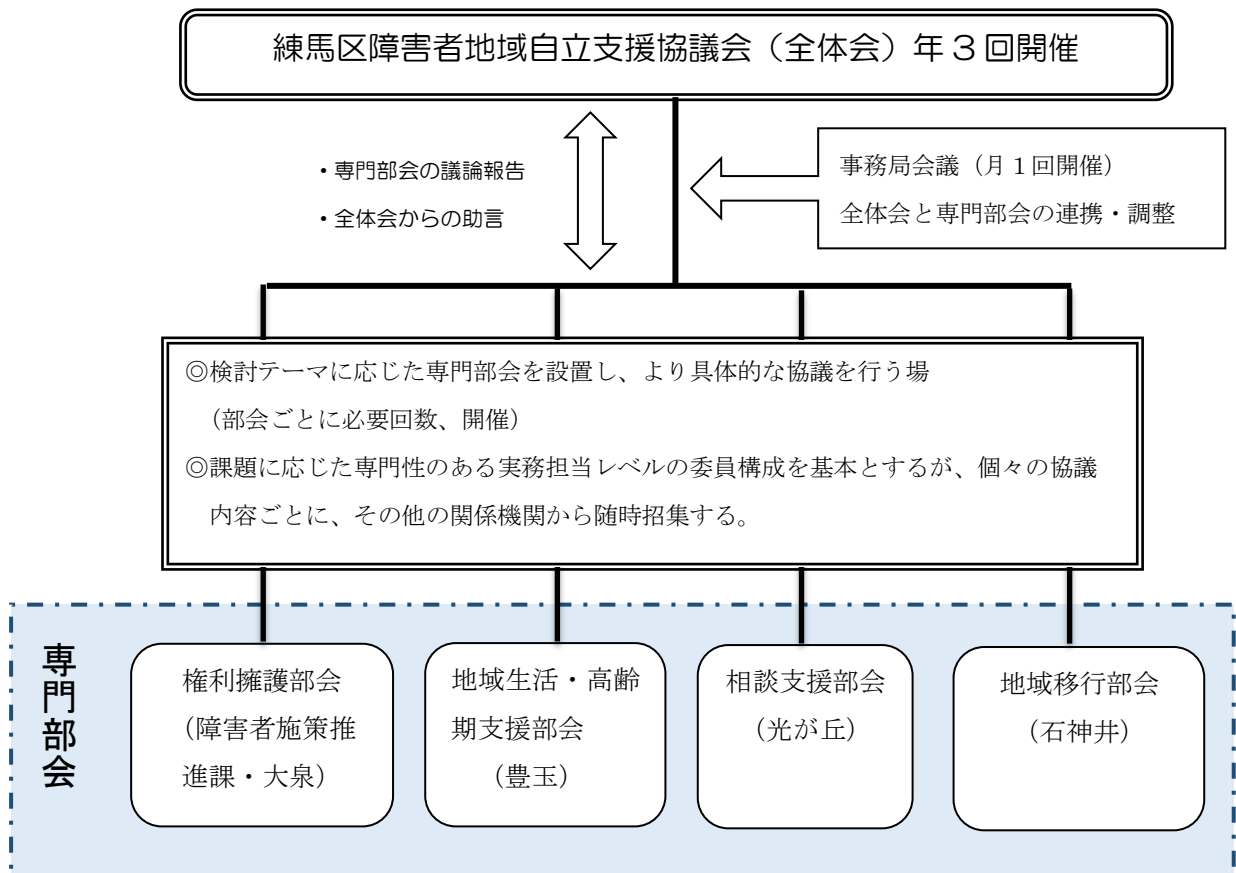 練馬区障害者地域自立支援協議会（全体会）年３回開催
・専門部会の議論報告
・全体会からの助言
事務局会議（月１回開催）
全体会と専門部会の連携・調整
◎検討テーマに応じた専門部会を設置し、より具体的な協議を行う場
（部会ごとに必要回数、開催）
◎課題に応じた専門性のある実務担当レベルの委員構成を基本とするが、個々の協議
内容ごとに、その他の関係機関から随時招集する。
専門部会
権利擁護部会
（障害者施策推
進課・大泉）
地域生活・高齢
期支援部会
（豊玉）
相談支援部会
（光が丘）
地域移行部会
（石神井）